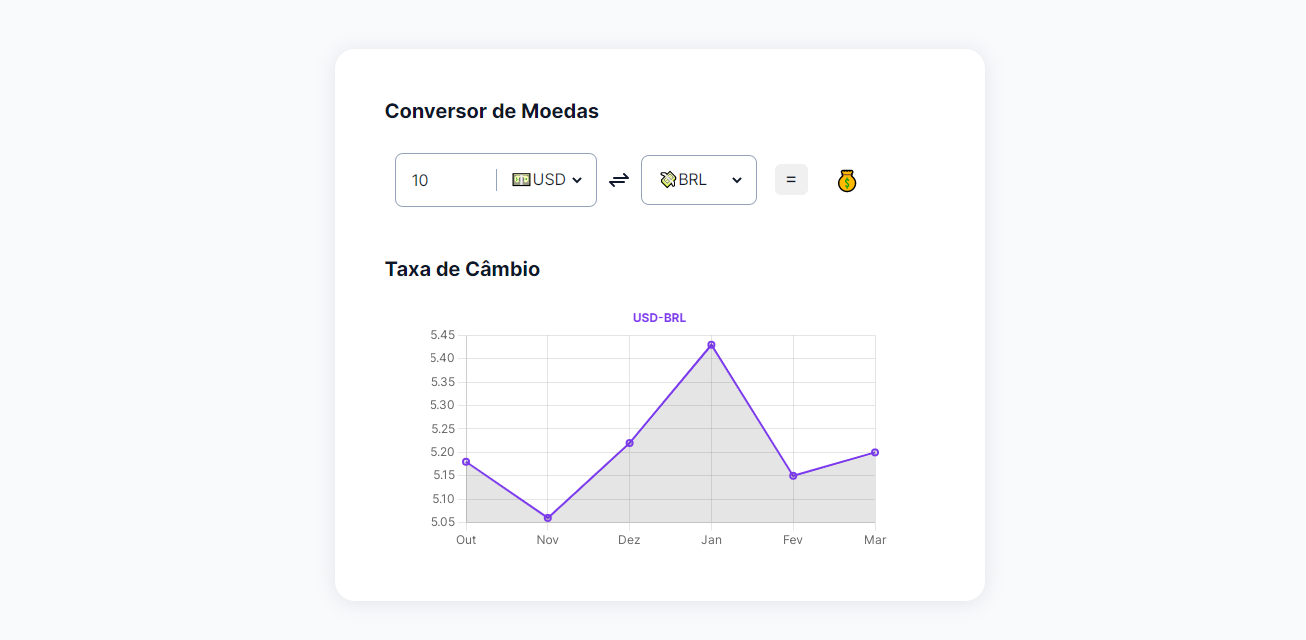 Conversor de Moedas
10 USD BRL =
Taxa de Câmbio
USD-BRL
5.45
5.40
5.35
5.30
5.25
5.20
5.15
5.10
5.05
Out Nov Dez Jan Fev Mar